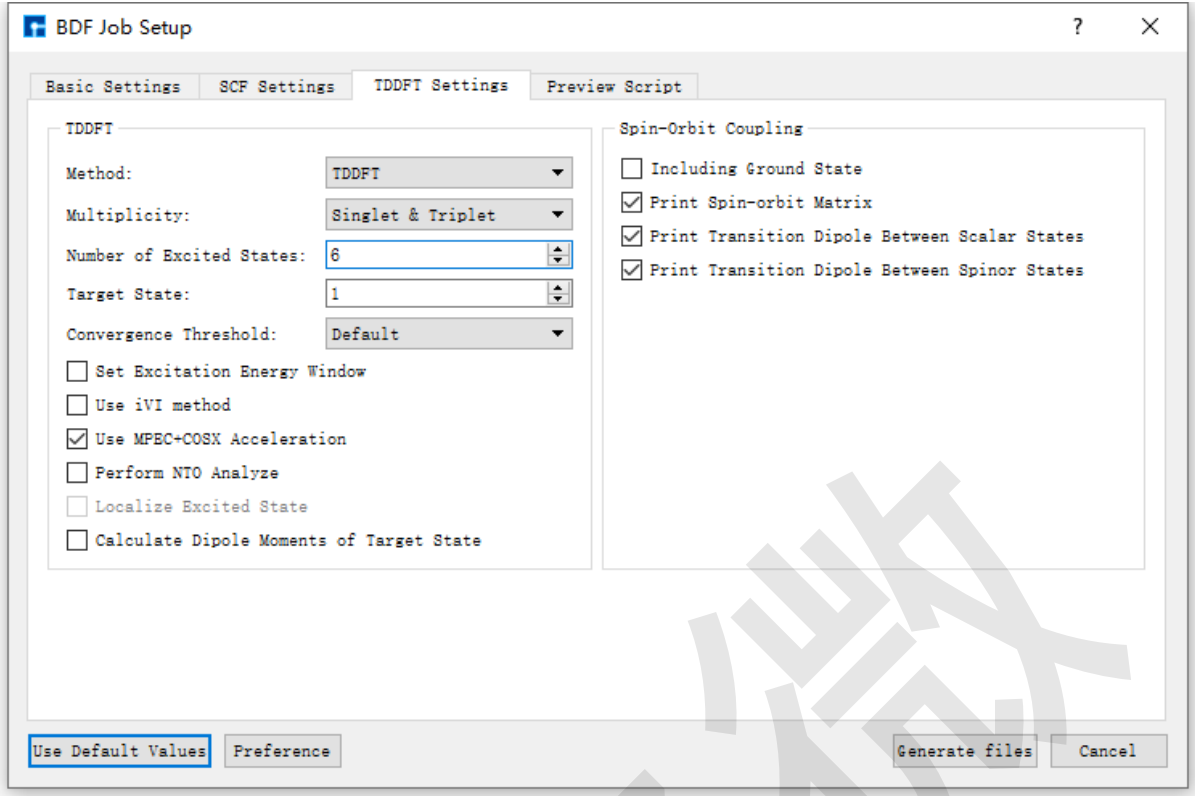 BDF Job Setup
?
Basic Settings SCF Settings TDDFT Settings Preview Script
TDDFT
Method: TDDFT
Multiplicity: Singlet & Triplet
Number of Excited States: 6
Target State: 1
Convergence Threshold: Default
Set Excitation Energy Window
Use iVI method
Use MPEC+COSX Acceleration
Perform NTO Analyze
Localize Excited State
Calculate Dipole Moments of Target State
Spin-Orbit Coupling
Including Ground State
Print Spin-orbit Matrix
Print Transition Dipole Between Scalar States
Print Transition Dipole Between Spinor States
Use Default Values Preference Generate files Cancel
微